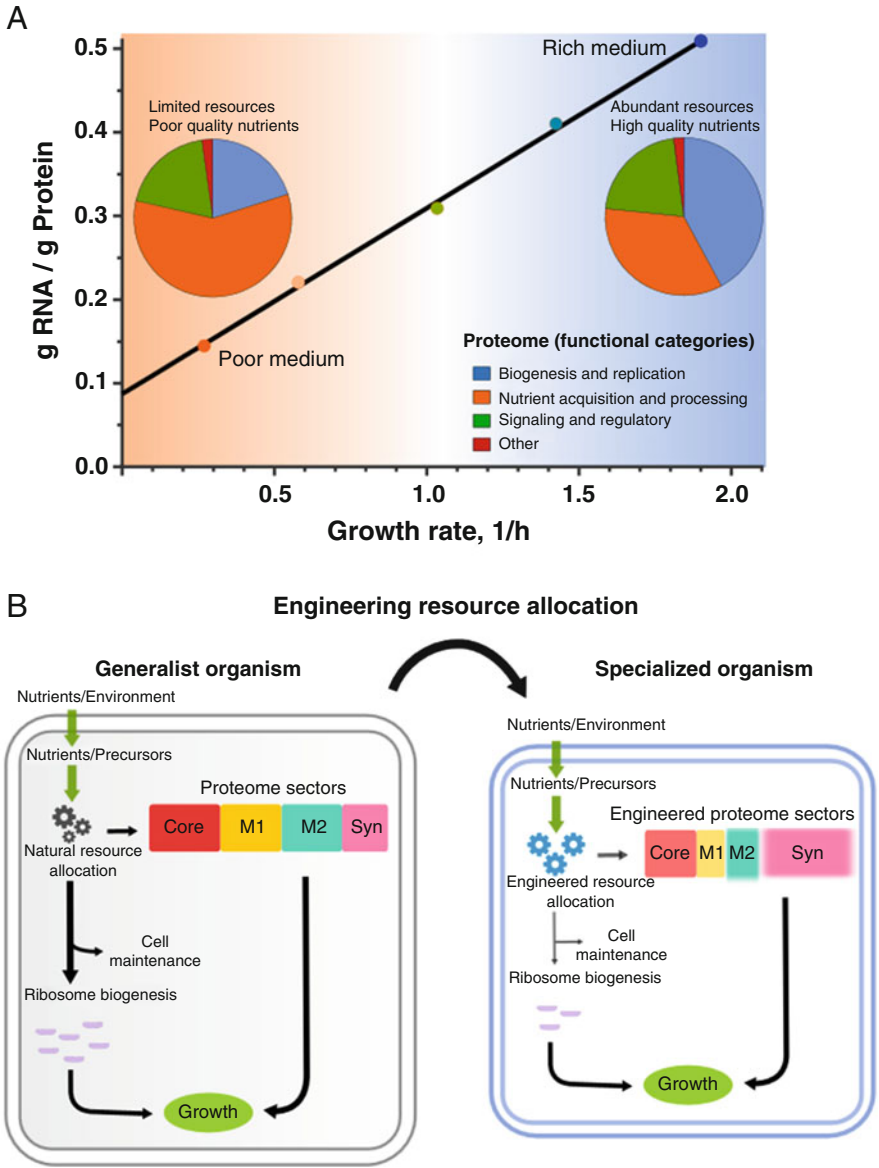 A
g RNA / g Protein
0.5
0.4
0.3
0.2
0.1
0.0
Rich medium
Limited resources
Poor quality nutrients
Abundant resources
High quality nutrients
Poor medium
Proteome (functional categories)
Biogenesis and replication
Nutrient acquisition and processing
Signaling and regulatory
Other
0.5
1.0
1.5
2.0
Growth rate, 1/h
B
Engineering resource allocation
Generalist organism
Nutrients/Environment
Nutrients/Precursors
Proteome sectors
Core
M1
M2
Syn
Natural resource
allocation
Cell
maintenance
Ribosome biogenesis
Growth
Specialized organism
Nutrients/Environment
Nutrients/Precursors
Engineered proteome sectors
Core
M1
M2
Syn
Engineered resource
allocation
Cell
maintenance
Ribosome biogenesis
Growth